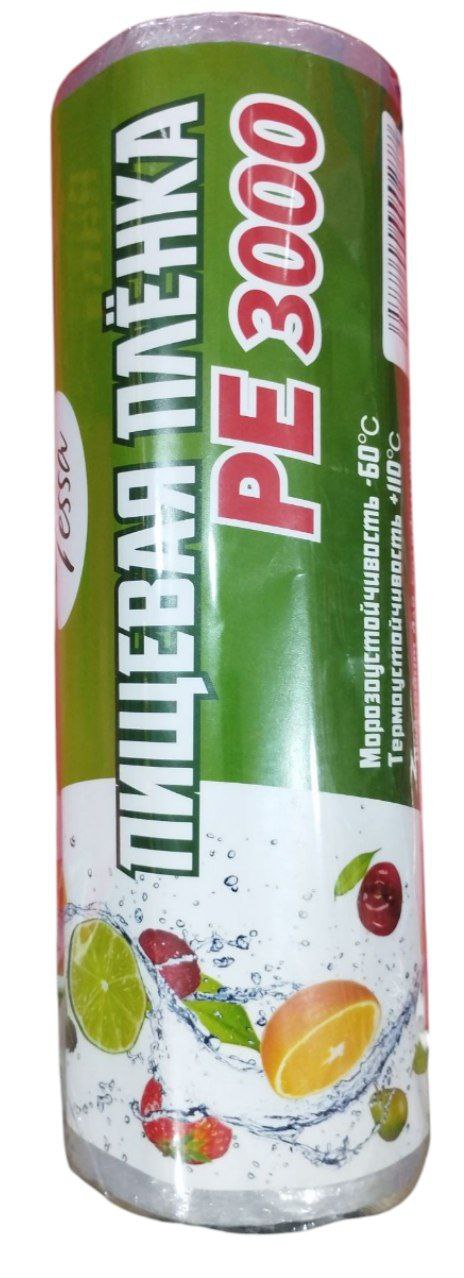 Tessa
ПИЩЕВАЯ ПЛЁНКА
PE 3000
Морозоустойчивость -60°C
Термоустойчивость +110°C